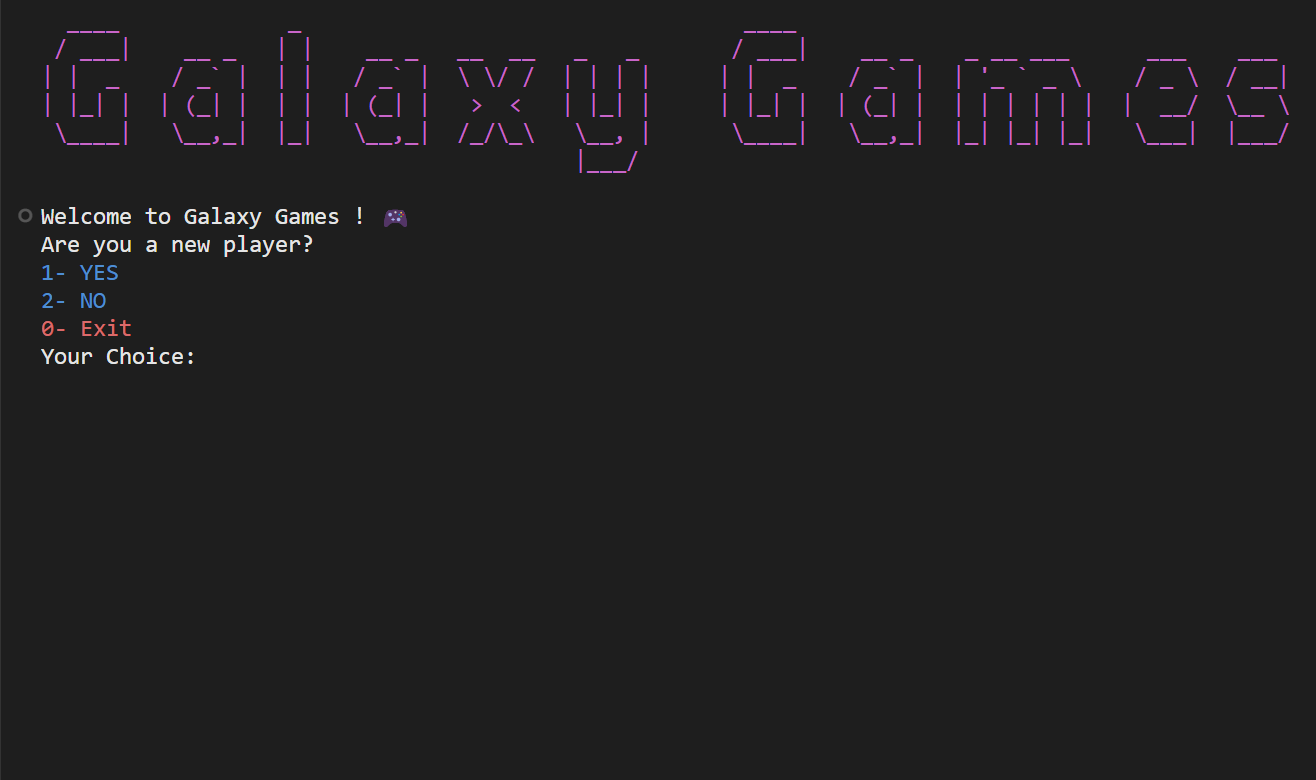 Galaxy Games
Welcome to Galaxy Games ! 🎮
Are you a new player?
1- YES
2- NO
0- Exit
Your Choice: